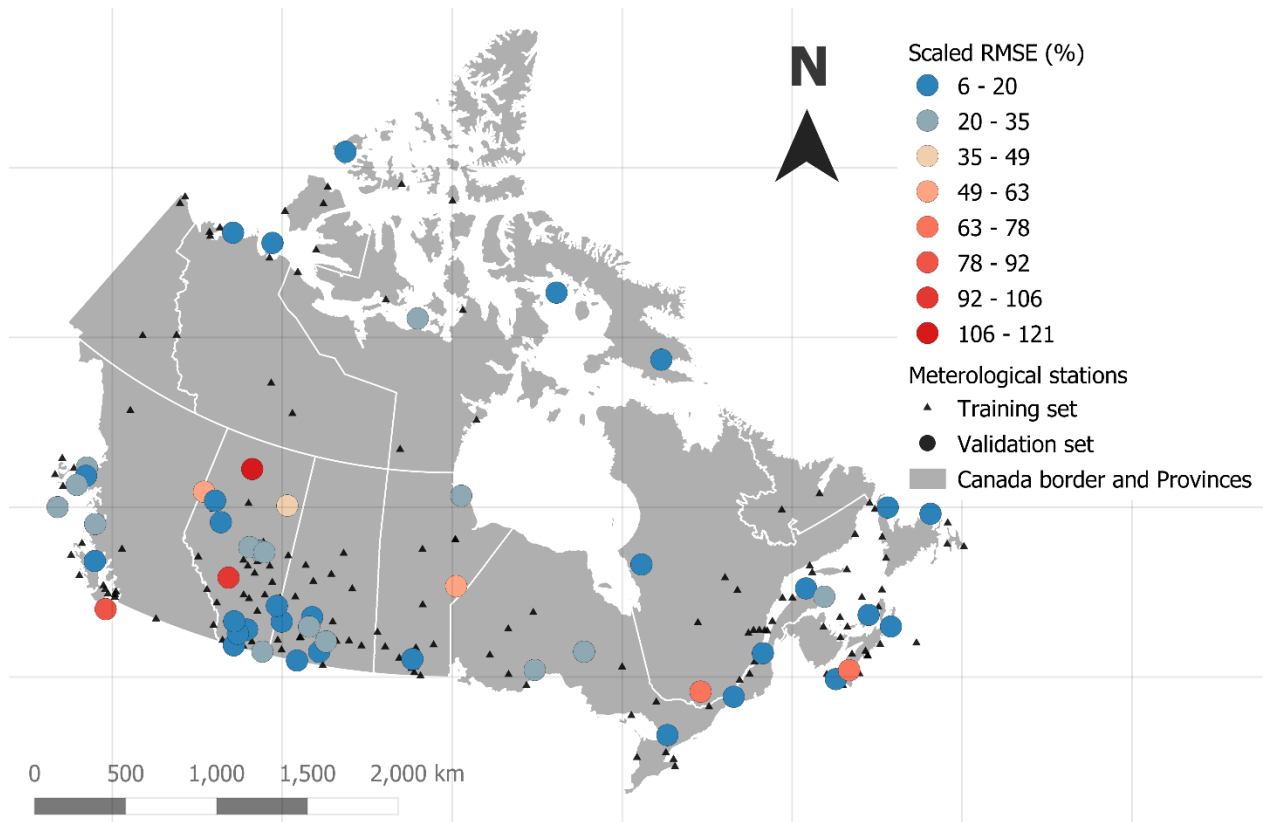 N
Scaled RMSE (%)
6 - 20
20 - 35
35 - 49
49 - 63
63 - 78
78 - 92
92 - 106
106 - 121
Meterological stations
Training set
Validation set
Canada border and Provinces
0 500 1,000 1,500 2,000 km